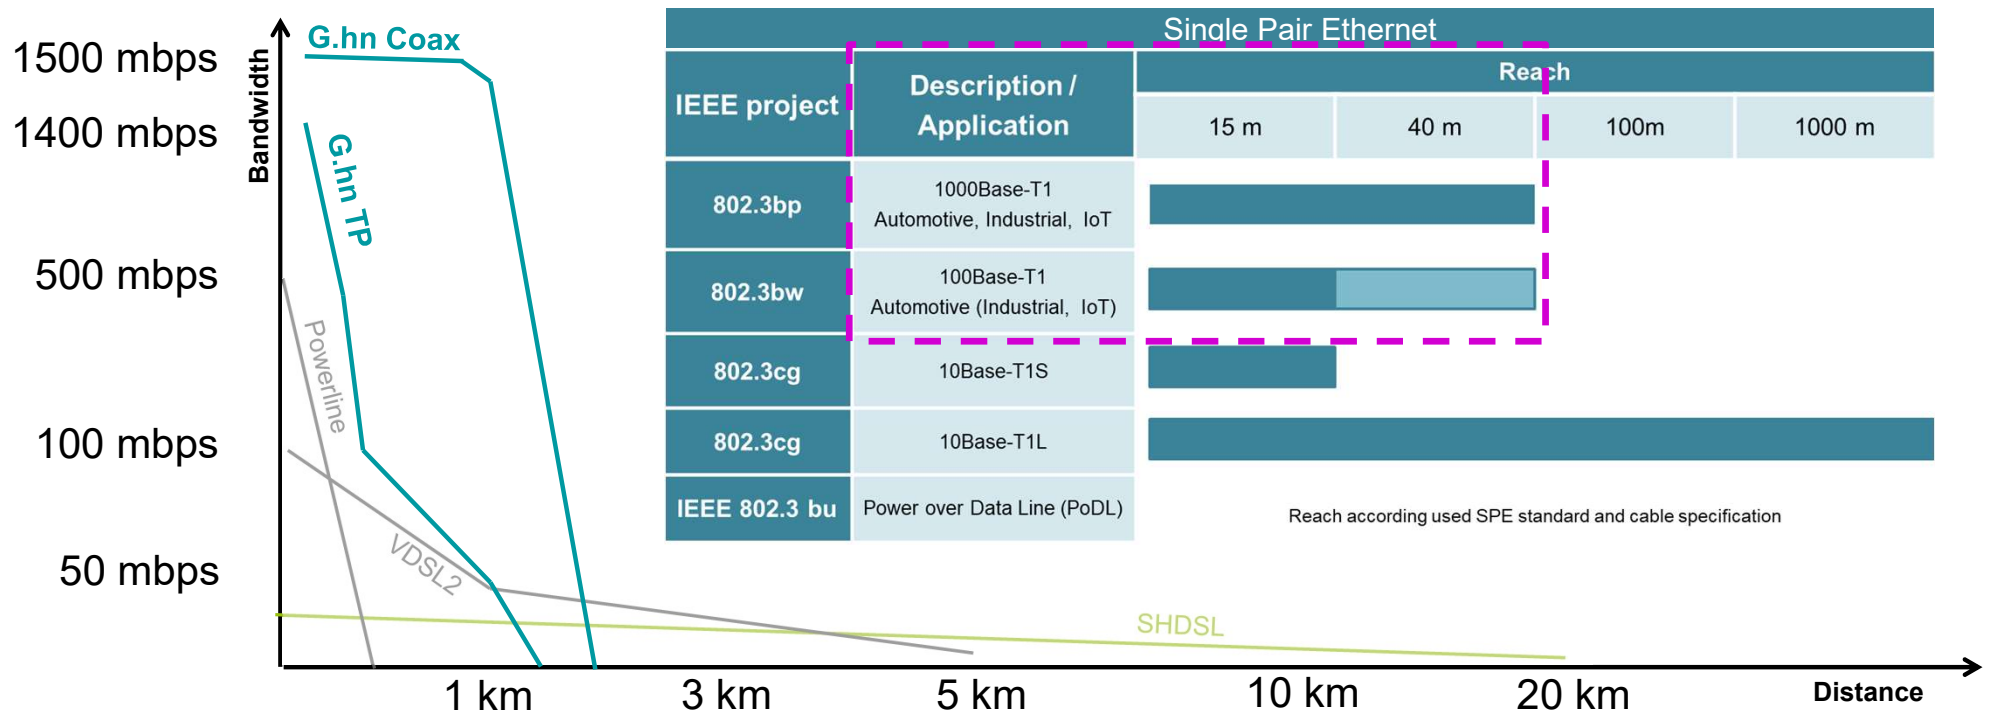 1500 mbps
1400 mbps
500 mbps
100 mbps
50 mbps
Bandwidth
G.hn Coax
G.hn TP
Powerline
VDSL2
SHDSL
1 km
3 km
5 km
10 km
20 km
Distance
Single Pair Ethernet
IEEE project
Description /
Application
Reach
15 m
40 m
100m
1000 m
802.3bp
1000Base-T1
Automotive, Industrial, IoT
802.3bw
100Base-T1
Automotive (Industrial, IoT)
802.3cg
10Base-T1S
802.3cg
10Base-T1L
IEEE 802.3 bu
Power over Data Line (PoDL)
Reach according used SPE standard and cable specification